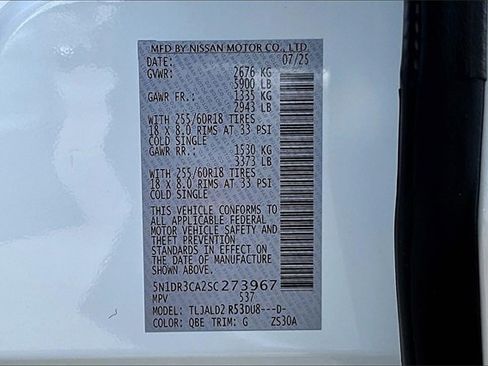 MFD BY NISSAN MOTOR CO., LTD.
DATE: 07/25
GVWR: 2676 KG
5900 LB
GAWR FR.: 1335 KG
2943 LB
WITH 255/60R18 TIRES
18 x 8.0 RIMS AT 33 PSI
COLD SINGLE
GAWR RR.: 1530 KG
3373 LB
WITH 255/60R18 TIRES
18 x 8.0 RIMS AT 33 PSI
COLD SINGLE
THIS VEHICLE CONFORMS TO
ALL APPLICABLE FEDERAL
MOTOR VEHICLE SAFETY AND
THEFT PREVENTION
STANDARDS IN EFFECT ON
THE DATE OF MANUFACTURE
SHOWN ABOVE.
5N1DR3CA2SC273967
MPV 537
MODEL: TLJALD2 R53DU8---D-
COLOR: QBE TRIM: G ZS30A